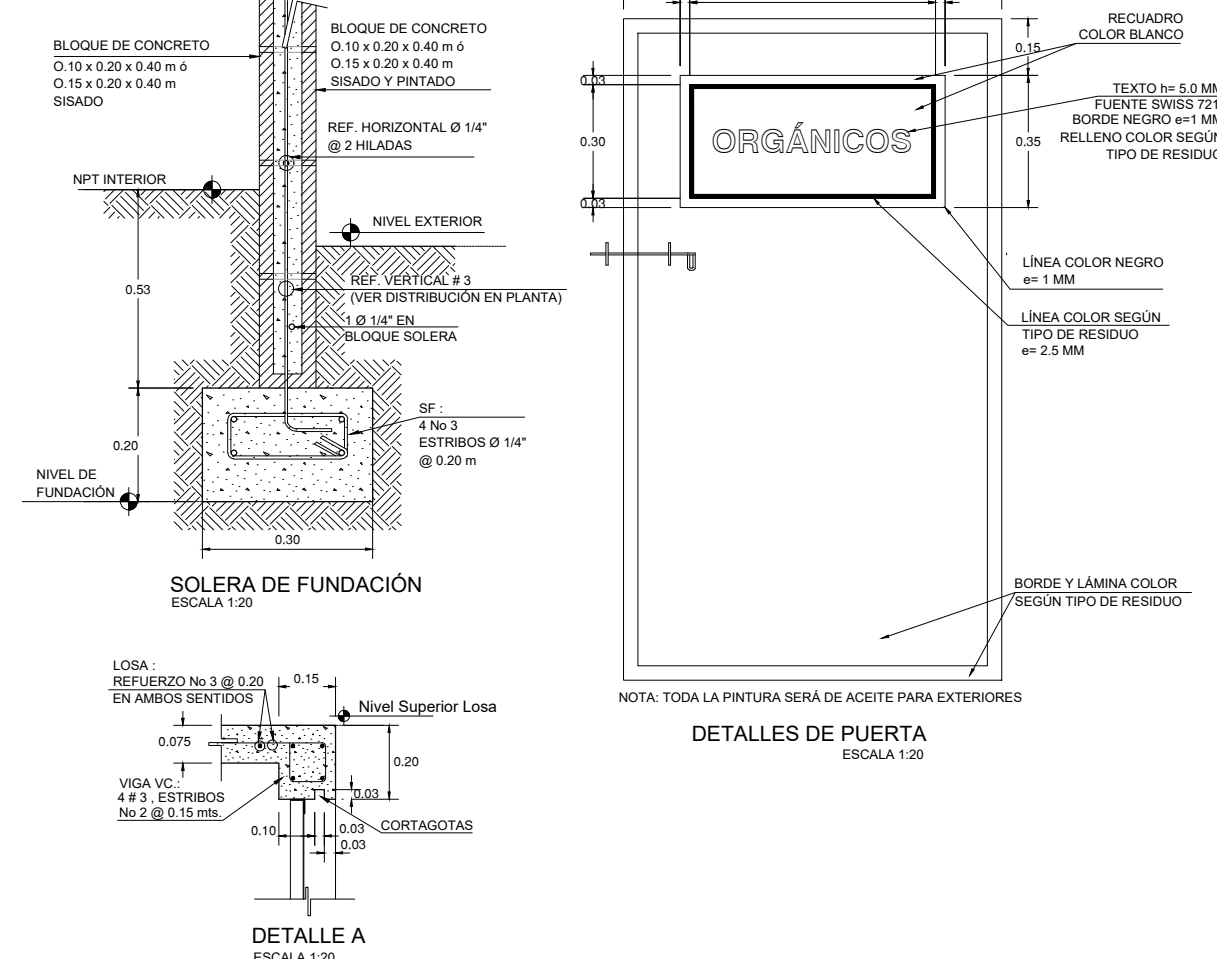 BLOQUE DE CONCRETO
O.10 x 0.20 x 0.40 m ó
O.15 x 0.20 x 0.40 m
SISADO
BLOQUE DE CONCRETO
O.10 x 0.20 x 0.40 m ó
O.15 x 0.20 x 0.40 m
SISADO Y PINTADO
REF. HORIZONTAL Ø 1/4"
@ 2 HILADAS
NPT INTERIOR
NIVEL EXTERIOR
0.53
REF. VERTICAL # 3
(VER DISTRIBUCIÓN EN PLANTA)
1 Ø 1/4" EN
BLOQUE SOLERA
SF :
4 No 3
ESTRIBOS Ø 1/4"
@ 0.20 m
0.20
NIVEL DE
FUNDACIÓN
0.30
SOLERA DE FUNDACIÓN
ESCALA 1:20
LOSA :
REFUERZO No 3 @ 0.20
EN AMBOS SENTIDOS
0.15
Nivel Superior Losa
0.075
0.20
VIGA VC.:
4 # 3 , ESTRIBOS
No 2 @ 0.15 mts.
0.03
CORTAGOTAS
0.10
0.03
0.03
DETALLE A
ESCALA 1:20
RECUADRO
COLOR BLANCO
0.15
0.03
TEXTO h= 5.0 MM
FUENTE SWISS 721
BORDE NEGRO e=1 MM
RELLENO COLOR SEGÚN
TIPO DE RESIDUO
ORGÁNICOS
0.30
0.35
0.03
LÍNEA COLOR NEGRO
e= 1 MM
LÍNEA COLOR SEGÚN
TIPO DE RESIDUO
e= 2.5 MM
BORDE Y LÁMINA COLOR
SEGÚN TIPO DE RESIDUO
NOTA: TODA LA PINTURA SERÁ DE ACEITE PARA EXTERIORES
DETALLES DE PUERTA
ESCALA 1:20